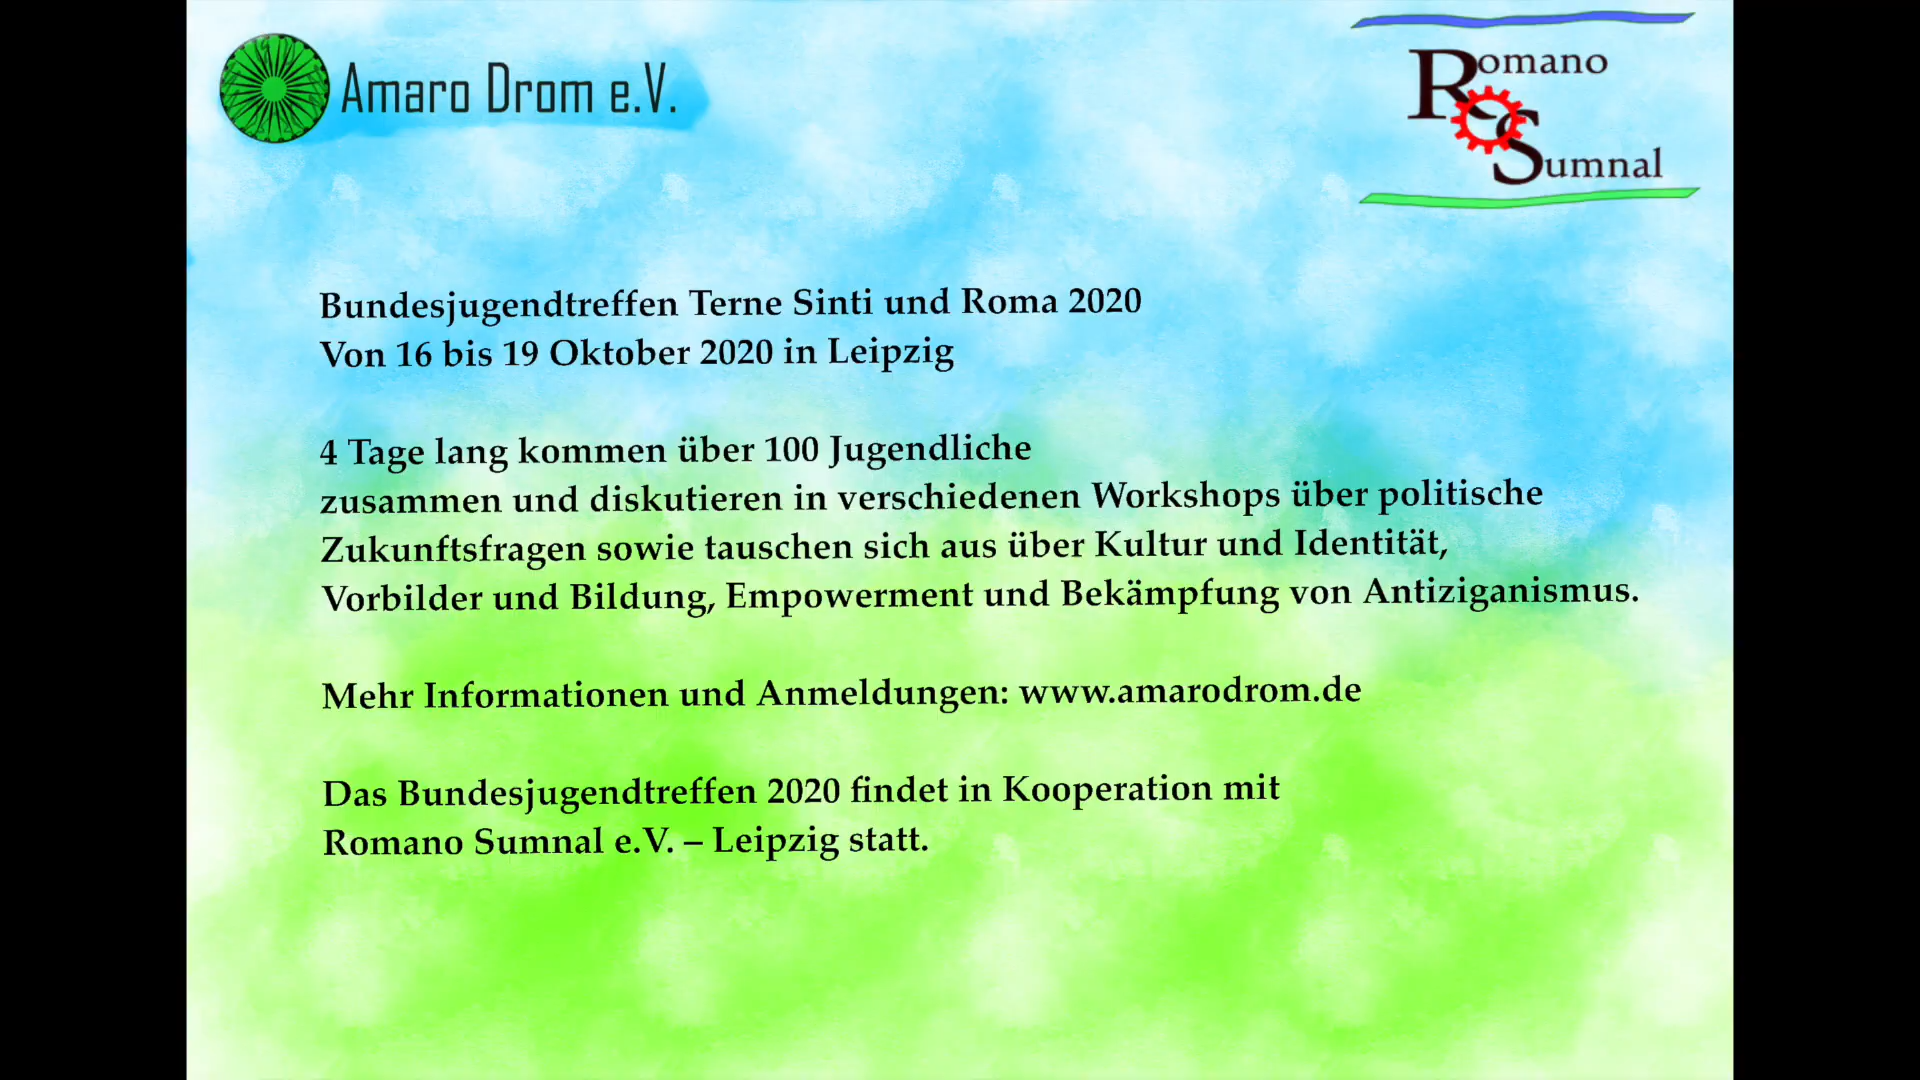 Amaro Drom e.V.
Romano
Sumnal
Bundesjugendtreffen Terne Sinti und Roma 2020
Von 16 bis 19 Oktober 2020 in Leipzig
4 Tage lang kommen über 100 Jugendliche
zusammen und diskutieren in verschiedenen Workshops über politische
Zukunftsfragen sowie tauschen sich aus über Kultur und Identität,
Vorbilder und Bildung, Empowerment und Bekämpfung von Antiziganismus.
Mehr Informationen und Anmeldungen: www.amarodrom.de
Das Bundesjugendtreffen 2020 findet in Kooperation mit
Romano Sumnal e.V. – Leipzig statt.